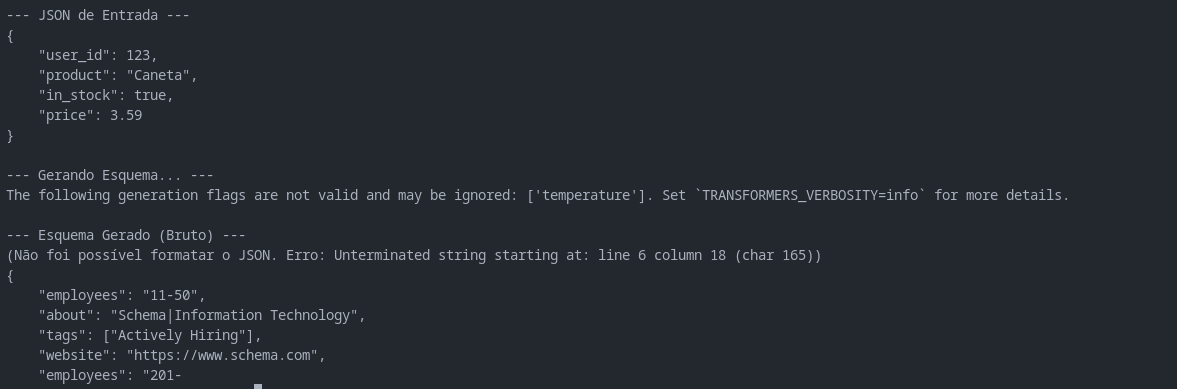 --- JSON de Entrada ---
{
    "user_id": 123,
    "product": "Caneta",
    "in_stock": true,
    "price": 3.59
}

--- Gerando Esquema... ---
The following generation flags are not valid and may be ignored: ['temperature']. Set `TRANSFORMERS_VERBOSITY=info` for more details.

--- Esquema Gerado (Bruto) ---
(Não foi possível formatar o JSON. Erro: Unterminated string starting at: line 6 column 18 (char 165))
{
    "employees": "11-50",
    "about": "Schema|Information Technology",
    "tags": ["Actively Hiring"],
    "website": "https://www.schema.com",
    "employees": "201-